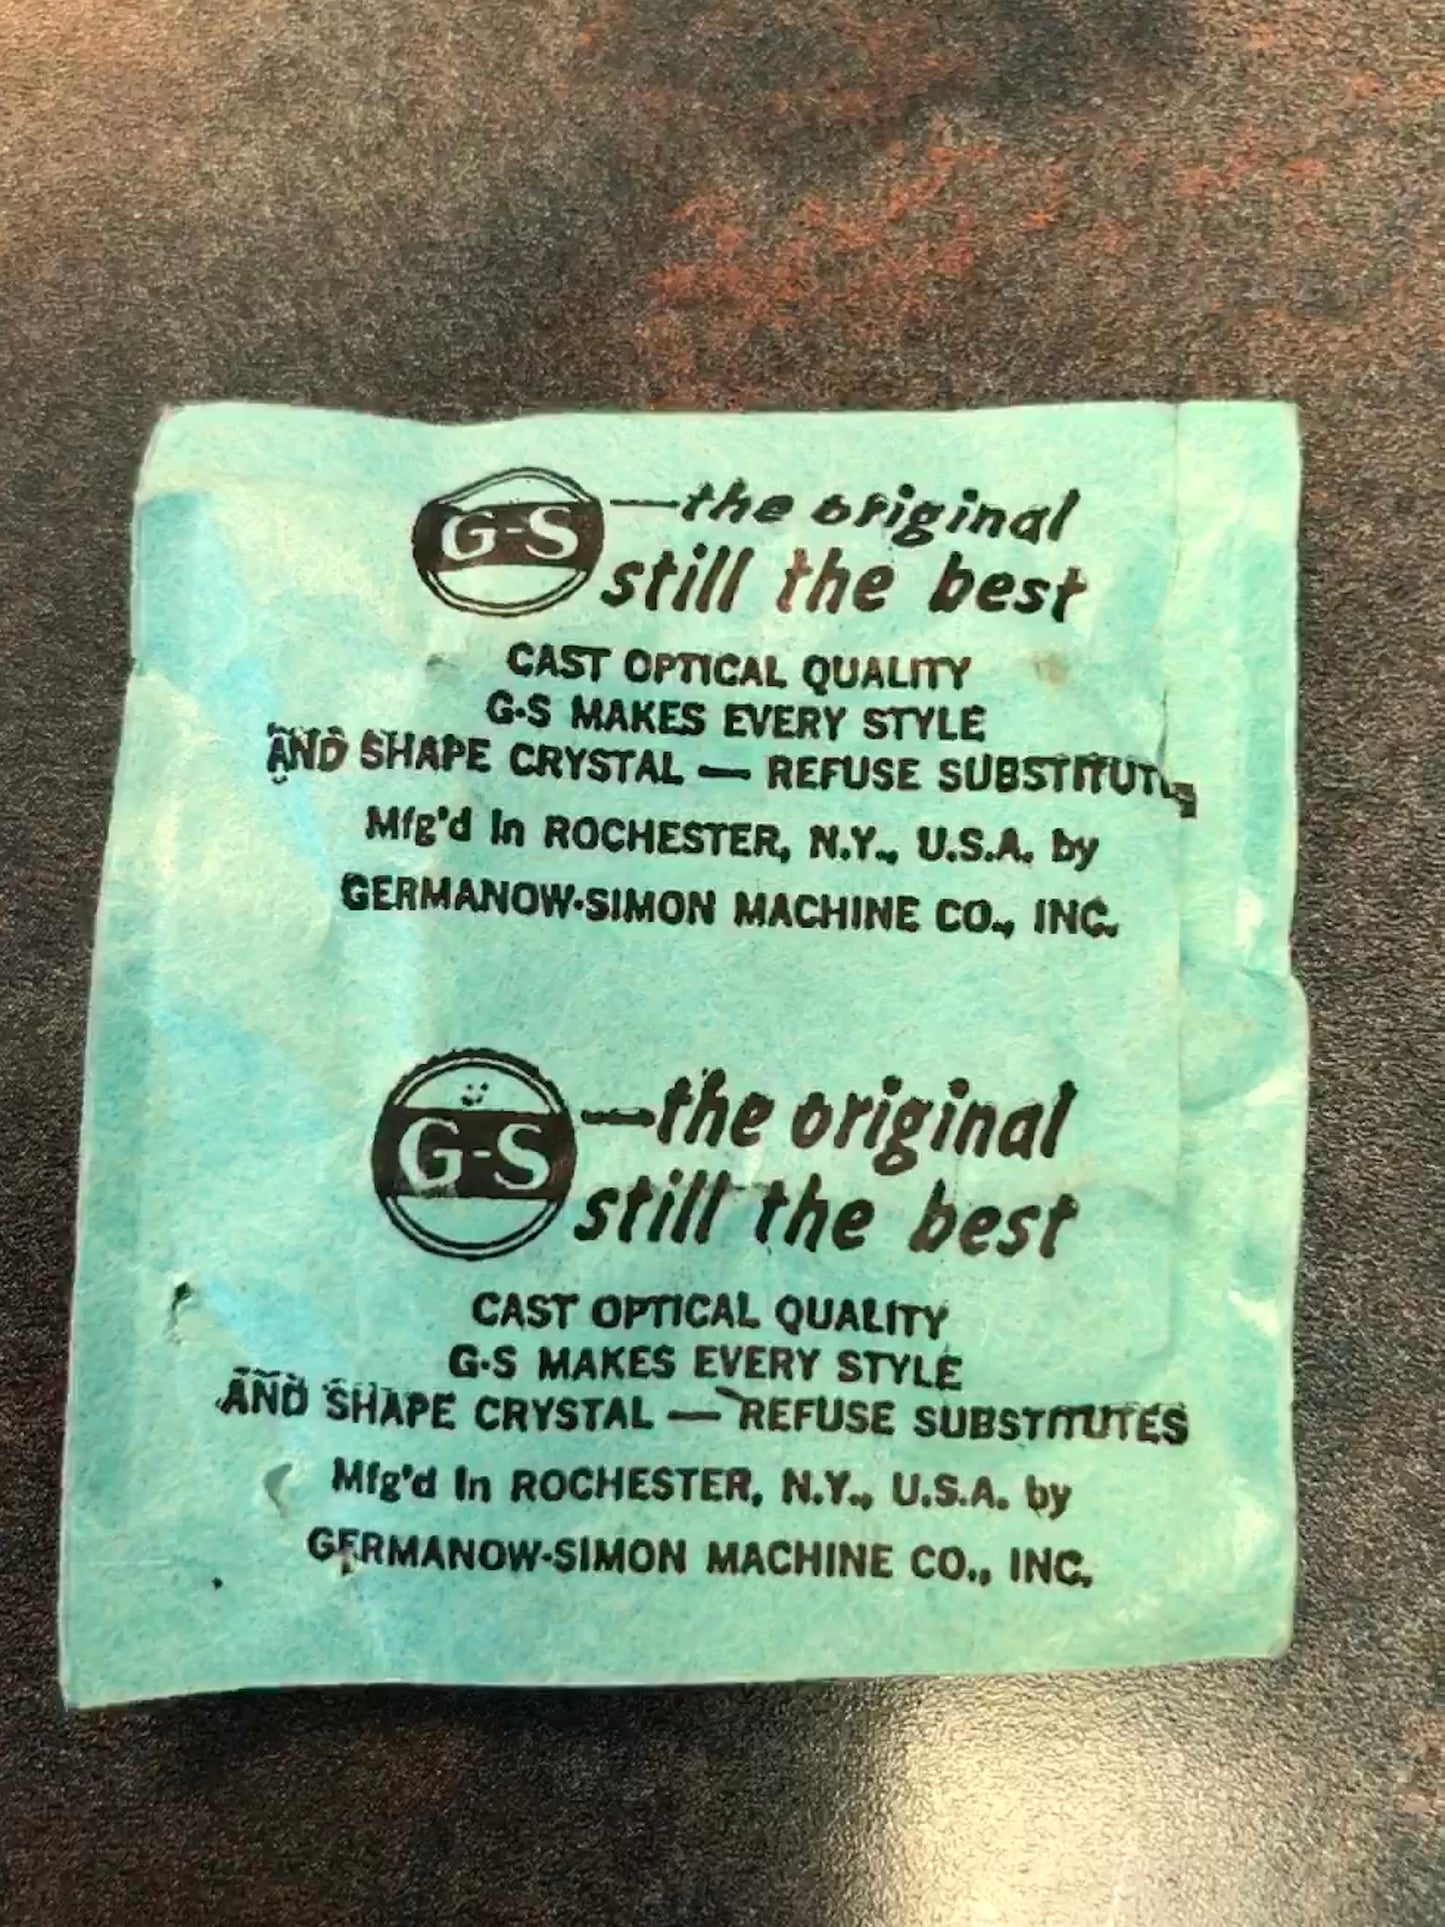 G-S —the original
still the best
CAST OPTICAL QUALITY
G-S MAKES EVERY STYLE
AND SHAPE CRYSTAL — REFUSE SUBSTITUTES
Mfg'd In ROCHESTER, N.Y., U.S.A. by
GERMANOW-SIMON MACHINE CO., INC.
G-S —the original
still the best
CAST OPTICAL QUALITY
G-S MAKES EVERY STYLE
AND SHAPE CRYSTAL — REFUSE SUBSTITUTES
Mfg'd In ROCHESTER, N.Y., U.S.A. by
GERMANOW-SIMON MACHINE CO., INC.